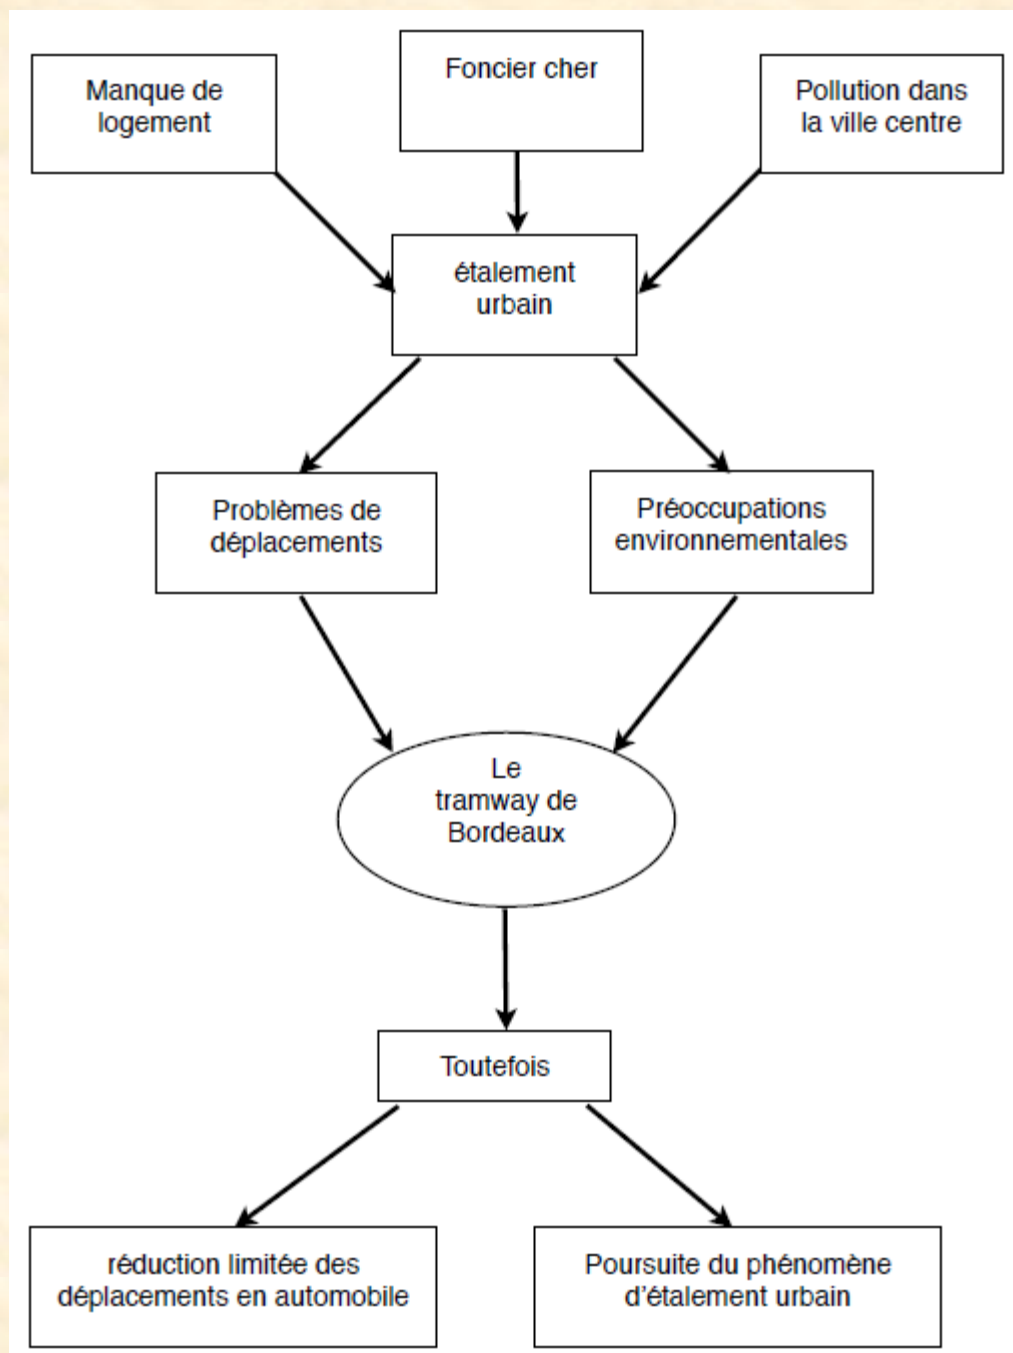 Manque de
logement
Foncier cher
Pollution dans
la ville centre
étalement
urbain
Problèmes de
déplacements
Préoccupations
environnementales
Le
tramway de
Bordeaux
Toutefois
réduction limitée des
déplacements en automobile
Poursuite du phénomène
d'étalement urbain